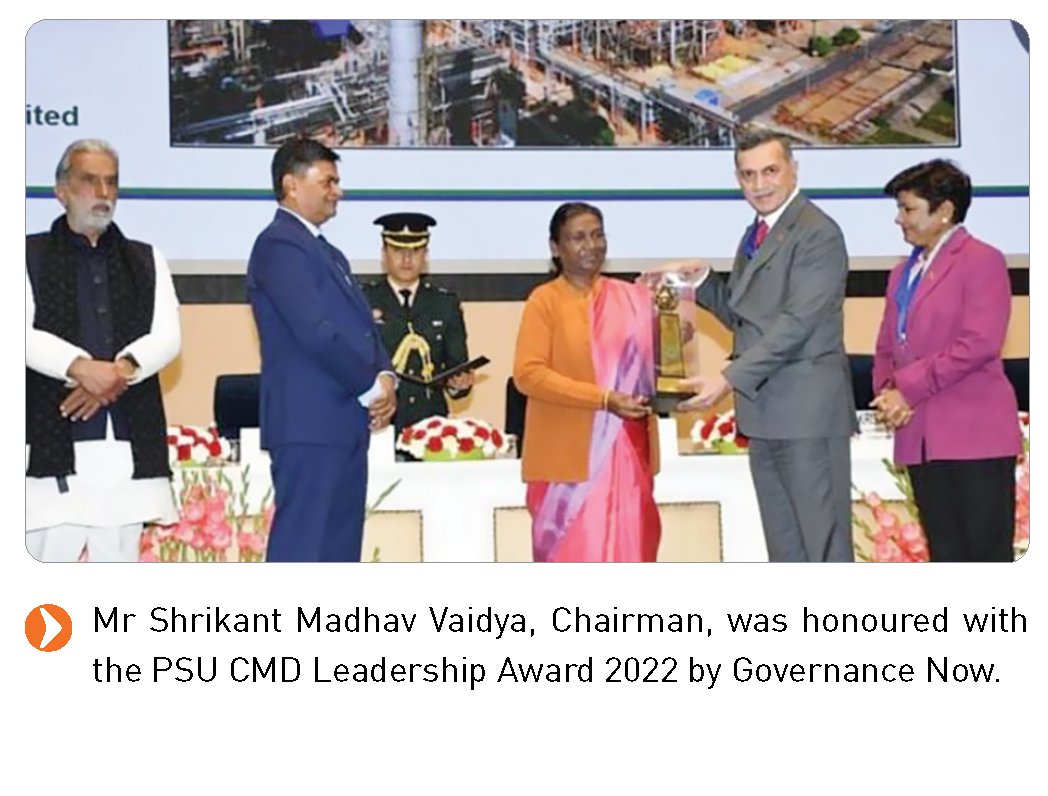 ited
Mr Shrikant Madhav Vaidya, Chairman, was honoured with
the PSU CMD Leadership Award 2022 by Governance Now.